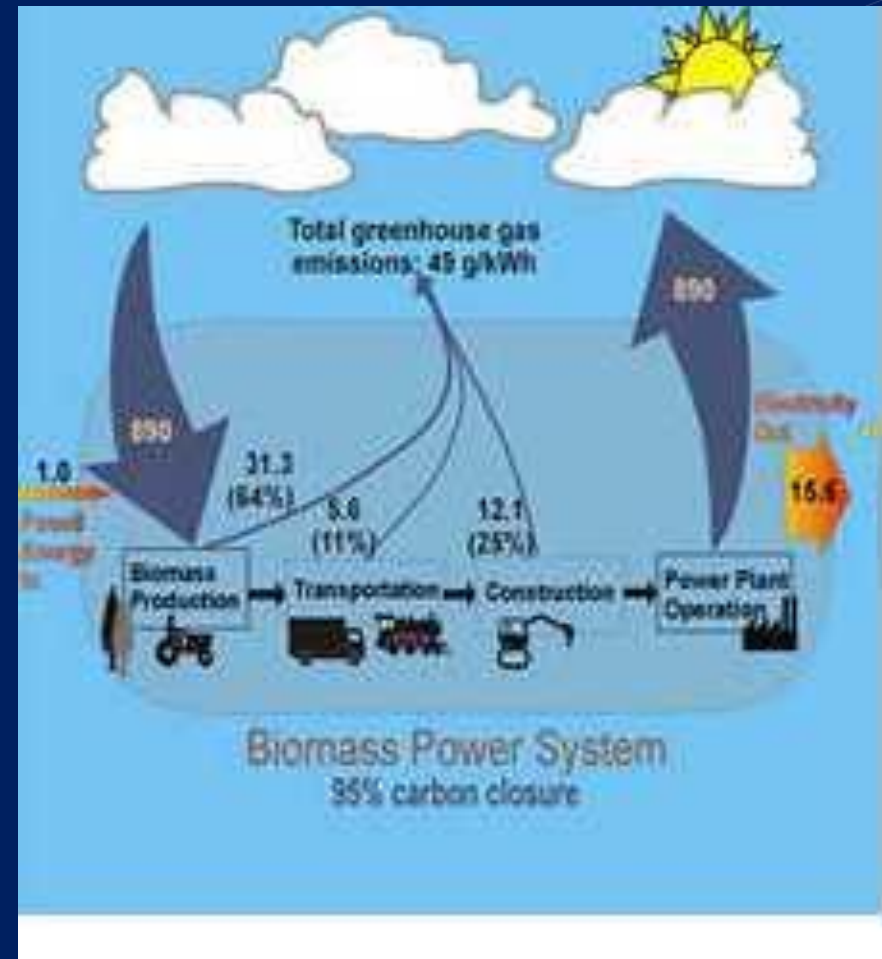 Total greenhouse gas
emissions: 49 g/kWh
890
890
Electricity
Out
1.0
31.3
(64%)
5.6
(11%)
12.1
(25%)
15.6
Fossil
Energy
In
Biomass
Production
Transportation
Construction
Power Plant
Operation
Biomass Power System
95% carbon closure